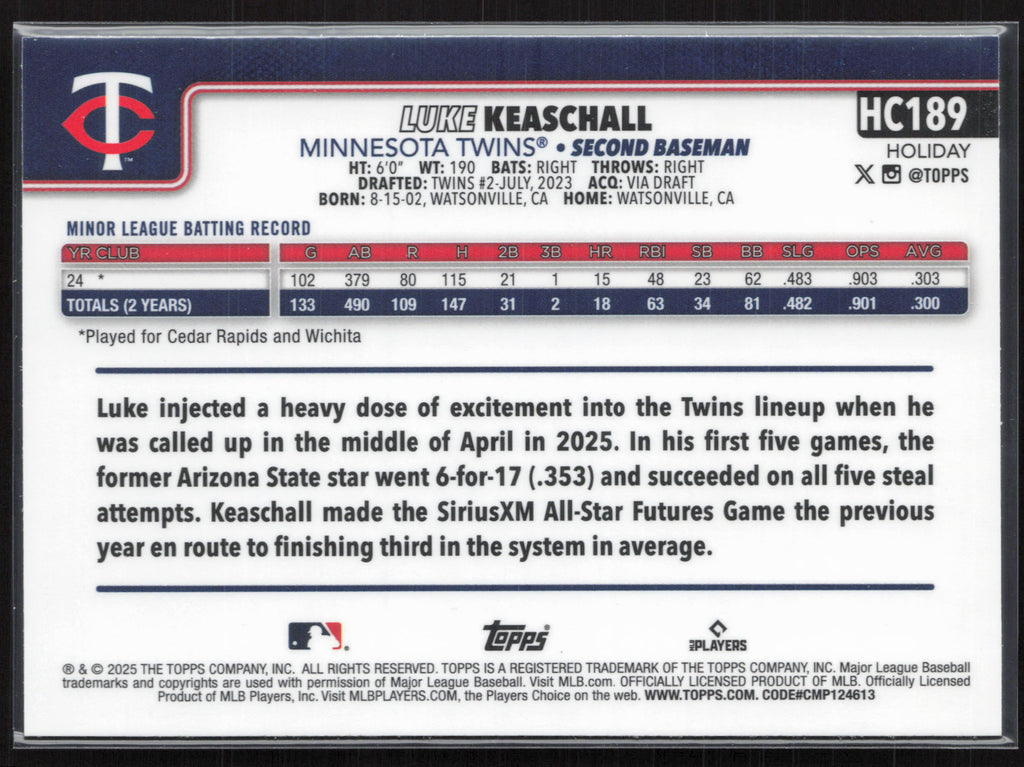 TC
™
LUKE KEASCHALL
HC189
MINNESOTA TWINS® • SECOND BASEMAN
HOLIDAY
HT: 6'0" WT: 190 BATS: RIGHT THROWS: RIGHT
X @TOPPS
DRAFTED: TWINS #2-JULY, 2023 ACQ: VIA DRAFT
BORN: 8-15-02, WATSONVILLE, CA HOME: WATSONVILLE, CA
MINOR LEAGUE BATTING RECORD
YR CLUB G AB R H 2B 3B HR RBI SB BB SLG OPS AVG
24 * 102 379 80 115 21 1 15 48 23 62 .483 .903 .303
TOTALS (2 YEARS) 133 490 109 147 31 2 18 63 34 81 .482 .901 .300
*Played for Cedar Rapids and Wichita
Luke injected a heavy dose of excitement into the Twins lineup when he
was called up in the middle of April in 2025. In his first five games, the
former Arizona State star went 6-for-17 (.353) and succeeded on all five steal
attempts. Keaschall made the SiriusXM All-Star Futures Game the previous
year en route to finishing third in the system in average.
Topps®
MLB PLAYERS
® & © 2025 THE TOPPS COMPANY, INC. ALL RIGHTS RESERVED. TOPPS IS A REGISTERED TRADEMARK OF THE TOPPS COMPANY, INC. Major League Baseball
trademarks and copyrights are used with permission of Major League Baseball. Visit MLB.com. OFFICIALLY LICENSED PRODUCT OF MLB. Officially Licensed
Product of MLB Players, Inc. Visit MLBPLAYERS.COM, the Players Choice on the web. WWW.TOPPS.COM. CODE#CMP124613